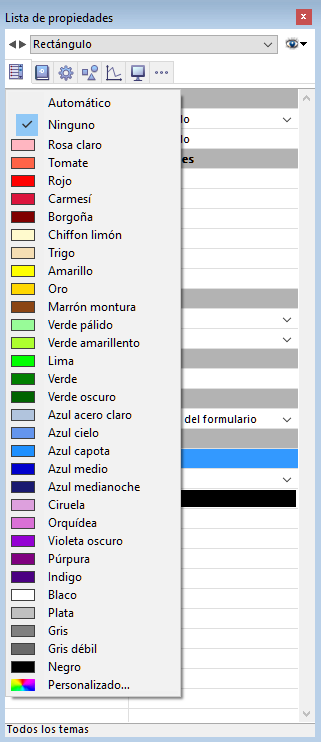 Lista de propiedades
Rectángulo
Automático
Ninguno
Rosa claro
Tomate
Rojo
Carmesí
Borgoña
Chiffon limón
Trigo
Amarillo
Oro
Marrón montura
Verde pálido
Verde amarillento
Lima
Verde
Verde oscuro
Azul acero claro
Azul cielo
Azul capota
Azul medio
Azul medianoche
Ciruela
Orquídea
Violeta oscuro
Púrpura
Indigo
Blaco
Plata
Gris
Gris débil
Negro
Personalizado...
lo
lo
es
del formulario
Todos los temas